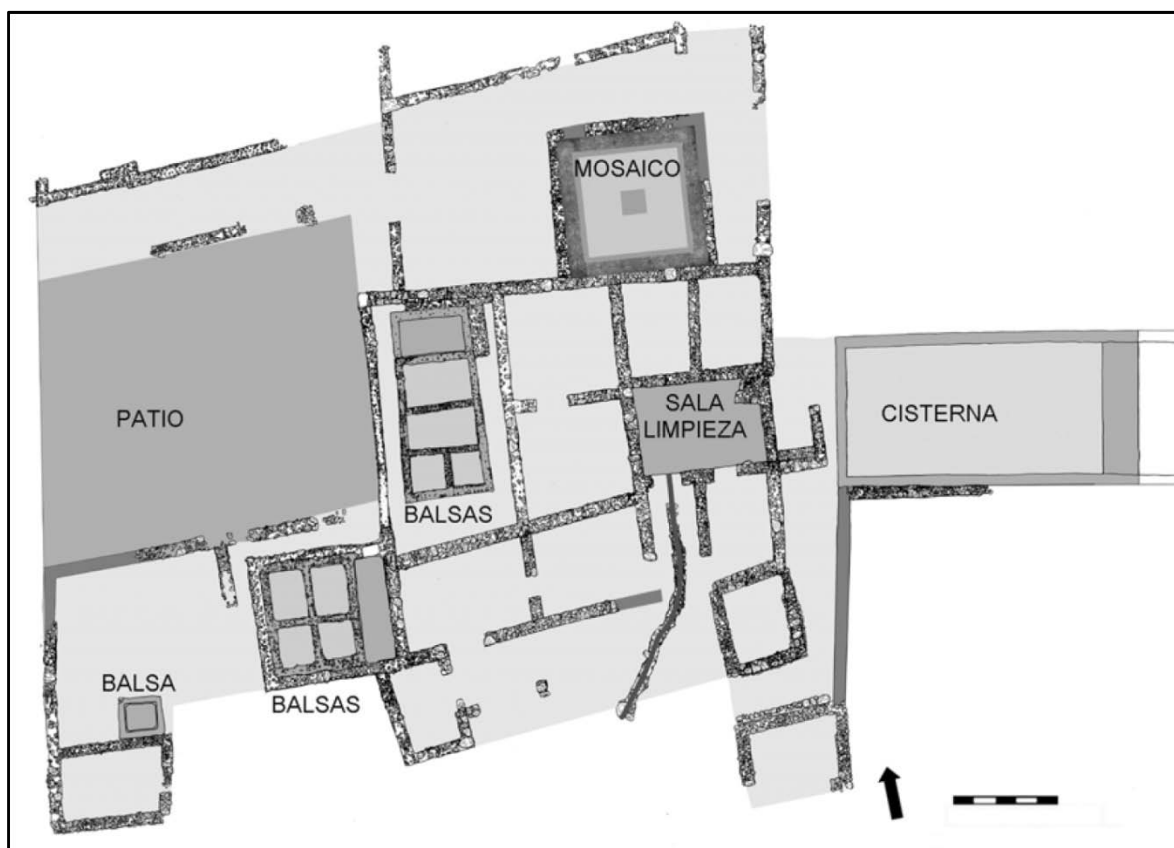 MOSAICO
PATIO
SALA
LIMPIEZA
CISTERNA
BALSAS
BALSA
BALSAS